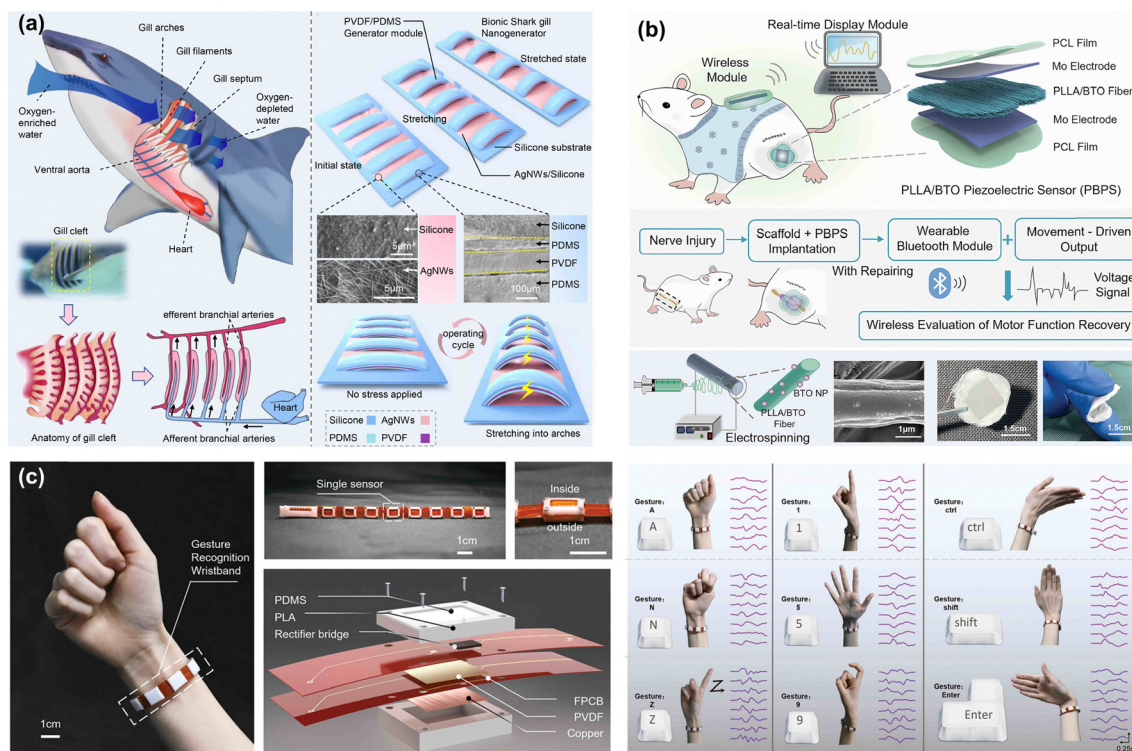 (a)
Gill arches
Gill filaments
Gill septum
Oxygen-
enriched
water
Oxygen-
depleted
water
Ventral aorta
Heart
Gill cleft
efferent branchial arteries
Heart
Anatomy of gill cleft
Afferent branchial arteries
PVDF/PDMS
Generator module
Bionic Shark gill
Nanogenerator
Stretched state
Stretching
Silicone substrate
Initial state
AgNWs/Silicone
Silicone
5μm
AgNWs
5μm
Silicone
PDMS
PVDF
PDMS
100μm
operating
cycle
No stress applied
Silicone
AgNWs
PDMS
PVDF
Stretching into arches
(b)
Real-time Display Module
Wireless
Module
PCL Film
Mo Electrode
PLLA/BTO Fiber
Mo Electrode
PCL Film
PLLA/BTO Piezoelectric Sensor (PBPS)
Nerve Injury
Scaffold + PBPS
Implantation
Wearable
Bluetooth Module
+
Movement - Driven
Output
With Repairing
Voltage
Signal
Wireless Evaluation of Motor Function Recovery
BTO NP
PLLA/BTO
Fiber
Electrospinning
1μm
1.5cm
1.5cm
(c)
Gesture
Recognition
Wristband
1cm
Single sensor
1cm
Inside
outside
1cm
PDMS
PLA
Rectifier bridge
FPCB
PVDF
Copper
Gesture:
A
A
Gesture:
1
1
Gesture:
ctrl
ctrl
Gesture:
N
N
Gesture:
5
5
Gesture:
shift
shift
Gesture:
Z
Z
Z
Gesture:
9
9
Gesture:
Enter
Enter